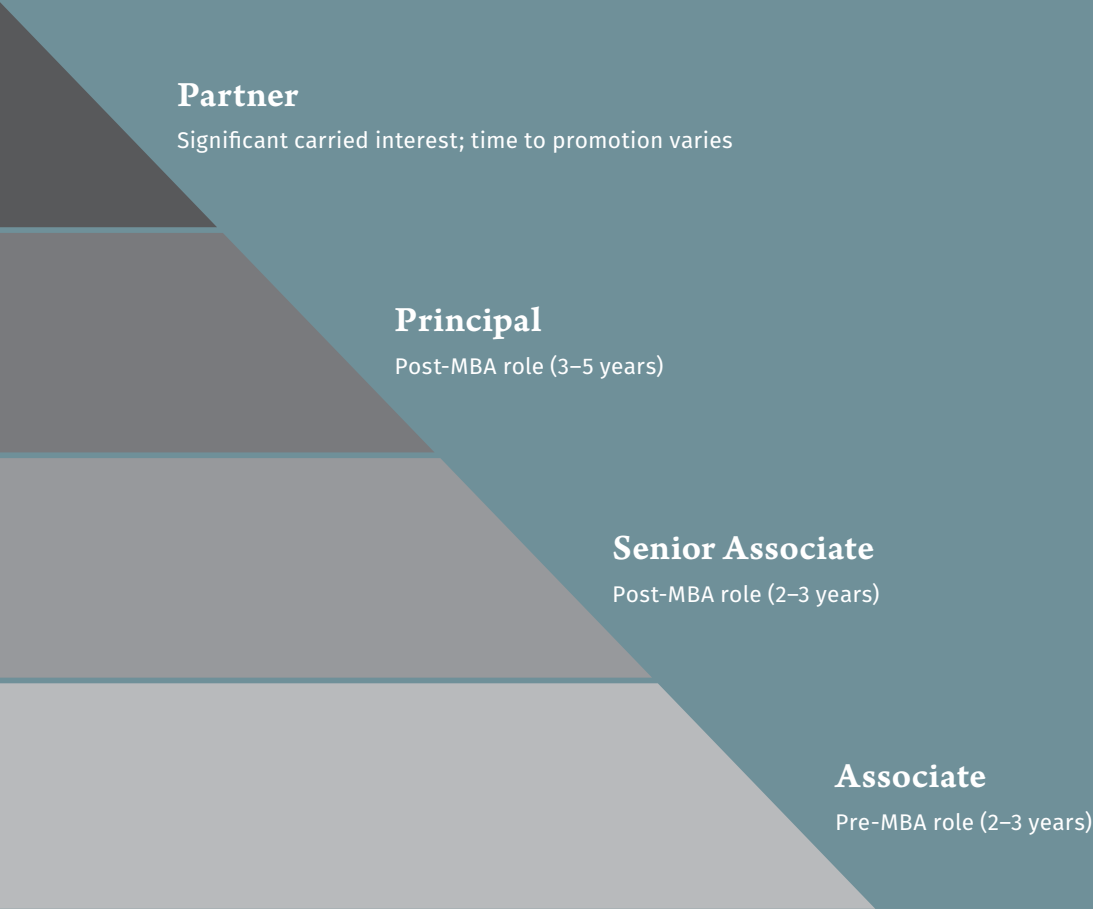 Partner
Significant carried interest; time to promotion varies
Principal
Post-MBA role (3–5 years)
Senior Associate
Post-MBA role (2–3 years)
Associate
Pre-MBA role (2–3 years)